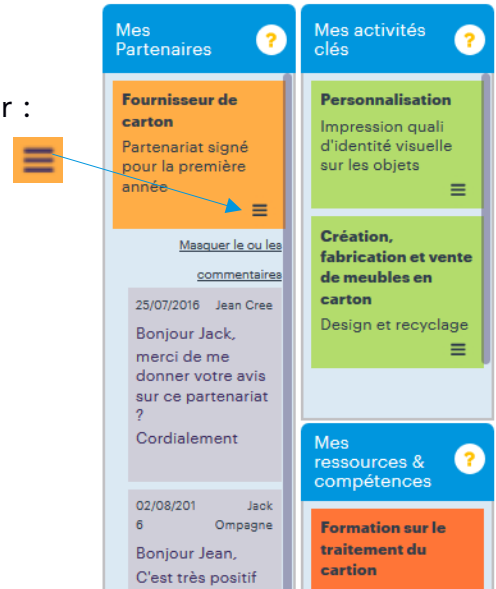 r :
Mes
Partenaires
?
Fournisseur de
carton
Partenariat signé
pour la première
année
Masquer le ou les
commentaires
25/07/2016 Jean Cree
Bonjour Jack,
merci de me
donner votre avis
sur ce partenariat
?
Cordialement
02/08/201 Jack
6 Ompagne
Bonjour Jean,
C'est très positif
Mes activités
clés
?
Personnalisation
Impression quali
d'identité visuelle
sur les objets
Création,
fabrication et vente
de meubles en
carton
Design et recyclage
Mes
ressources &
compétences
?
Formation sur le
traitement du
cartion